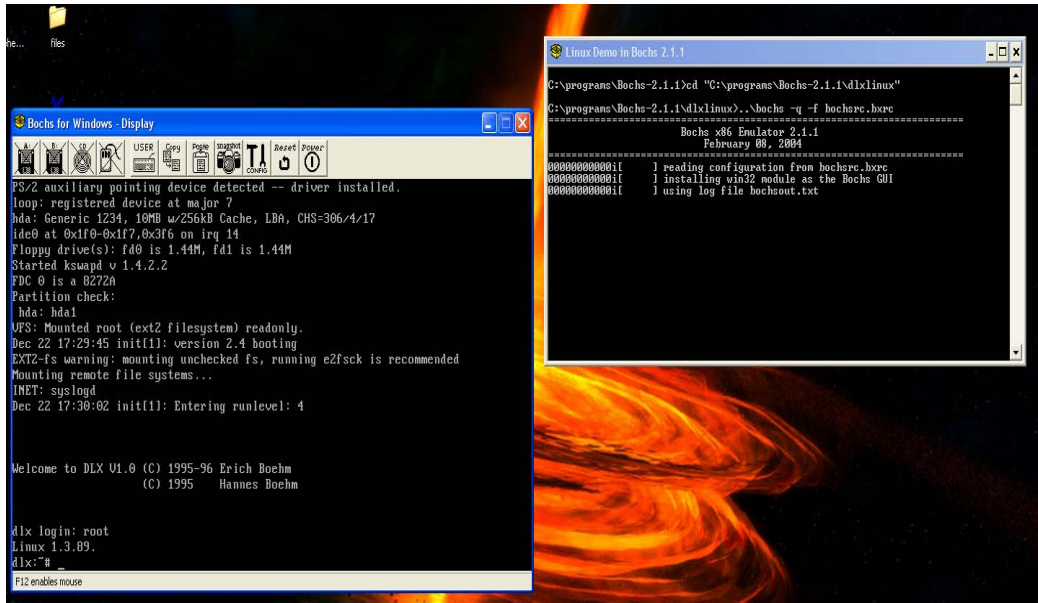 files
Bochs for Windows - Display
A:
B:
CD
USER
Copy
Paste
snapshot
CONFIG
Reset
Power
PS/2 auxiliary pointing device detected -- driver installed.
loop: registered device at major 7
hda: Generic 1234, 10MB w/256kB Cache, LBA, CHS=306/4/17
ide0 at 0x1f0-0x1f7,0x3f6 on irq 14
Floppy drive(s): fd0 is 1.44M, fd1 is 1.44M
Started kswapd v 1.4.2.2
FDC 0 is a 8272A
Partition check:
hda: hda1
VFS: Mounted root (ext2 filesystem) readonly.
Dec 22 17:29:45 init[1]: version 2.4 booting
EXT2-fs warning: mounting unchecked fs, running e2fsck is recommended
Mounting remote file systems...
INET: syslogd
Dec 22 17:30:02 init[1]: Entering runlevel: 4
Welcome to DLX V1.0 (C) 1995-96 Erich Boehm
(C) 1995 Hannes Boehm
dlx login: root
Linux 1.3.89.
dlx:~# _
F12 enables mouse
Linux Demo in Bochs 2.1.1
C:\programs\Bochs-2.1.1>cd "C:\programs\Bochs-2.1.1\dlxlinux"
C:\programs\Bochs-2.1.1\dlxlinux>..\bochs -q -f bochsrc.bxrc
========================================================================
Bochs x86 Emulator 2.1.1
February 08, 2004
========================================================================
00000000000i[ ] reading configuration from bochsrc.bxrc
00000000000i[ ] installing win32 module as the Bochs GUI
00000000000i[ ] using log file bochsout.txt